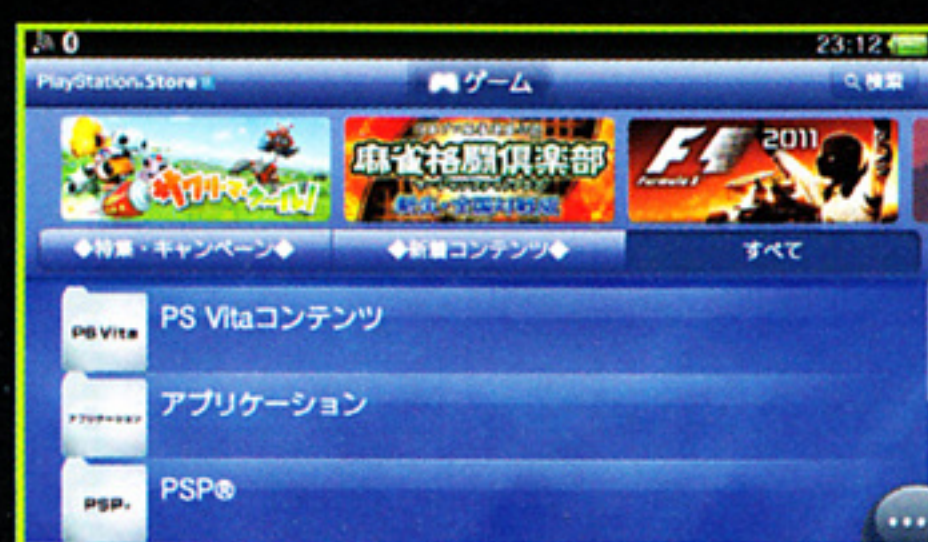 0
23:12
PlayStation®Store
ゲーム
検索
麻雀格闘倶楽部
F1 2011
Formula 1
◆特集・キャンペーン◆
◆新着コンテンツ◆
すべて
PS Vita
PS Vitaコンテンツ
アプリケーション
アプリケーション
PSP®
PSP®